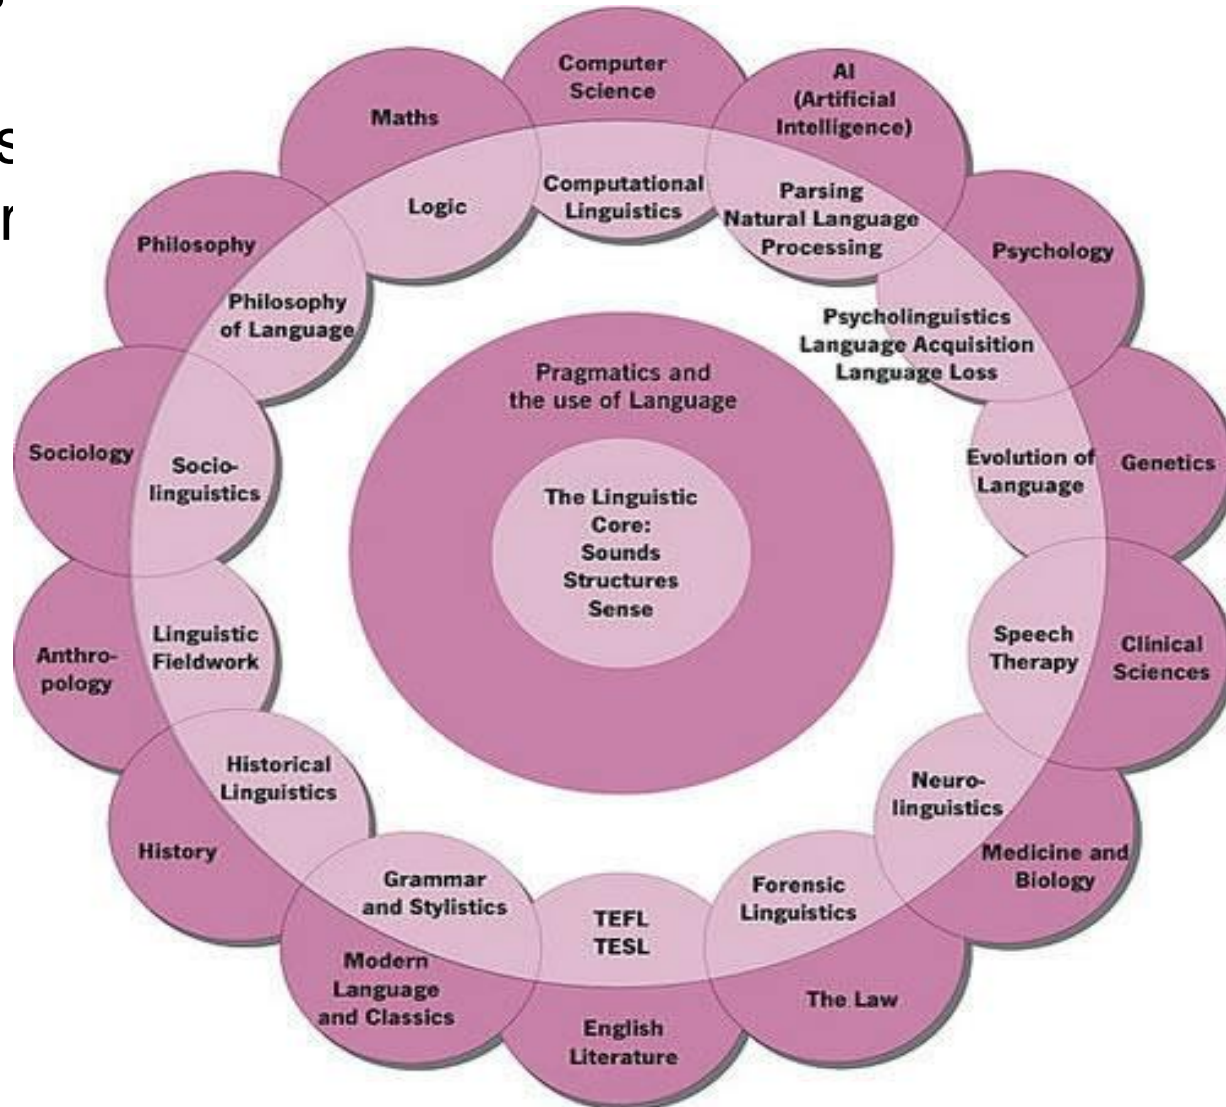 s
r
Computer
Science
AI
(Artificial
Intelligence)
Maths
Computational
Linguistics
Parsing
Natural Language
Processing
Logic
Philosophy
Psychology
Philosophy
of Language
Psycholinguistics
Language Acquisition
Language Loss
Pragmatics and
the use of Language
Sociology
Socio-
linguistics
Evolution of
Language
Genetics
The Linguistic
Core:
Sounds
Structures
Sense
Anthro-
pology
Linguistic
Fieldwork
Speech
Therapy
Clinical
Sciences
Historical
Linguistics
Neuro-
linguistics
History
Medicine and
Biology
Grammar
and Stylistics
TEFL
TESL
Forensic
Linguistics
Modern
Language
and Classics
English
Literature
The Law